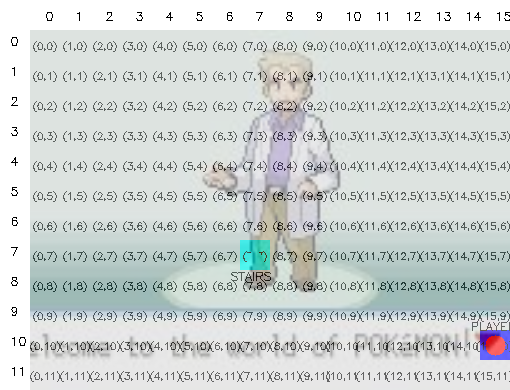 0 1 2 3 4 5 6 7 8 9 10 11 12 13 14 15
0 (0,0) (1,0) (2,0) (3,0) (4,0) (5,0) (6,0) (7,0) (8,0) (9,0) (10,0) (11,0) (12,0) (13,0) (14,0) (15,0)
1 (0,1) (1,1) (2,1) (3,1) (4,1) (5,1) (6,1) (7,1) (8,1) (9,1) (10,1) (11,1) (12,1) (13,1) (14,1) (15,1)
2 (0,2) (1,2) (2,2) (3,2) (4,2) (5,2) (6,2) (7,2) (8,2) (9,2) (10,2) (11,2) (12,2) (13,2) (14,2) (15,2)
3 (0,3) (1,3) (2,3) (3,3) (4,3) (5,3) (6,3) (7,3) (8,3) (9,3) (10,3) (11,3) (12,3) (13,3) (14,3) (15,3)
4 (0,4) (1,4) (2,4) (3,4) (4,4) (5,4) (6,4) (7,4) (8,4) (9,4) (10,4) (11,4) (12,4) (13,4) (14,4) (15,4)
5 (0,5) (1,5) (2,5) (3,5) (4,5) (5,5) (6,5) (7,5) (8,5) (9,5) (10,5) (11,5) (12,5) (13,5) (14,5) (15,5)
6 (0,6) (1,6) (2,6) (3,6) (4,6) (5,6) (6,6) (7,6) (8,6) (9,6) (10,6) (11,6) (12,6) (13,6) (14,6) (15,6)
7 (0,7) (1,7) (2,7) (3,7) (4,7) (5,7) (6,7) (8,7) (9,7) (10,7) (11,7) (12,7) (13,7) (14,7) (15,7)
STAIRS
8 (0,8) (1,8) (2,8) (3,8) (4,8) (5,8) (6,8) (7,8) (8,8) (9,8) (10,8) (11,8) (12,8) (13,8) (14,8) (15,8)
9 (0,9) (1,9) (2,9) (3,9) (4,9) (5,9) (6,9) (7,9) (8,9) (9,9) (10,9) (11,9) (12,9) (13,9) (14,9) (15,9)
PLAYER
10 (0,10) (1,10) (2,10) (3,10) (4,10) (5,10) (6,10) (7,10) (8,10) (9,10) (10,10) (11,10) (12,10) (13,10) (14,10)
elcome to the world of POKéMON!
11 (0,11) (1,11) (2,11) (3,11) (4,11) (5,11) (6,11) (7,11) (8,11) (9,11) (10,11) (11,11) (12,11) (13,11) (14,11) (15,11)